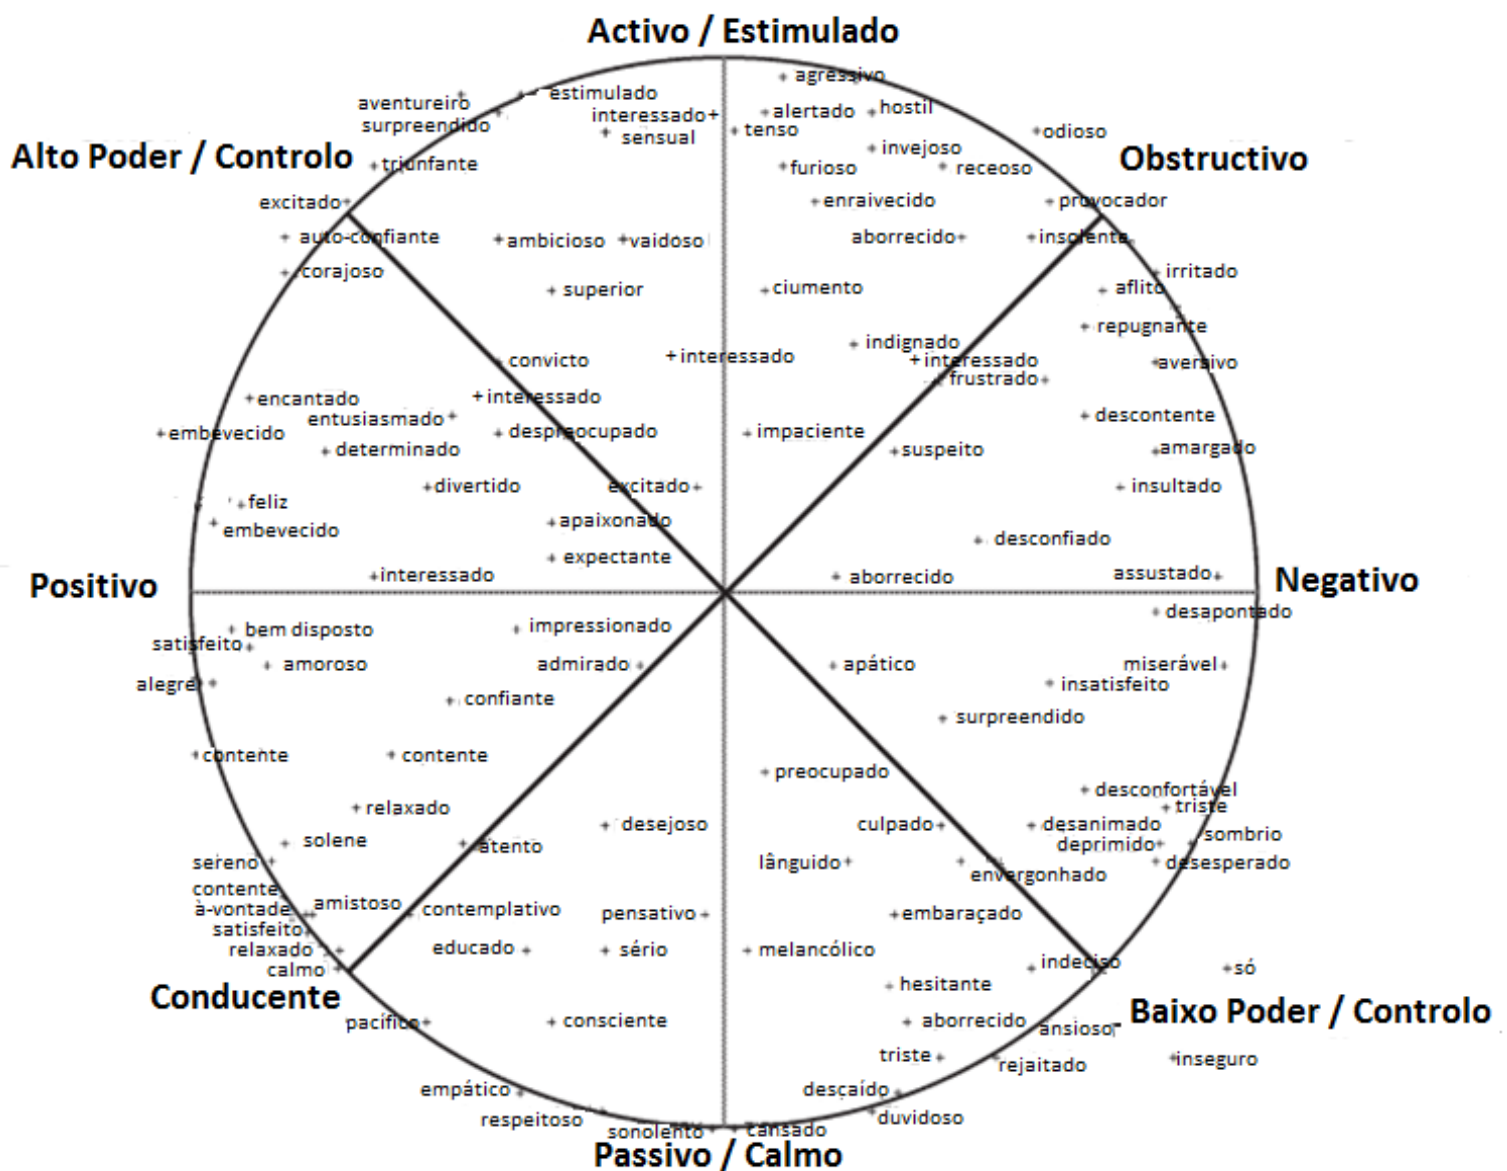 Activo / Estimulado
agressivo
aventureiro
estimulado
interessado
alertado
hostil
surpreendido
sensual
tenso
odioso
Alto Poder / Controlo
triunfante
furioso
invejoso
receoso
Obstructivo
excitado
enraivecido
provocador
auto-confiante
ambicioso
vaidoso
aborrecido
insolente
corajoso
superior
ciumento
irritado
aflito
repugnante
convicto
interessado
indignado
interessado
aversivo
frustrado
encantado
interessado
entusiasmado
descontente
embevecido
despreocupado
impaciente
determinado
suspeito
amargado
divertido
excitado
insultado
feliz
embevecido
apaixonado
desconfiado
expectante
Positivo
interessado
aborrecido
assustado
Negativo
desapontado
bem disposto
impressionado
satisfeito
amoroso
admirado
apático
miserável
alegre
insatisfeito
confiante
surpreendido
contente
contente
preocupado
desconfortável
relaxado
triste
desejoso
culpado
desanimado
sombrio
solene
atento
deprimido
sereno
lânguido
desesperado
envergonhado
contente
à-vontade
amistoso
contemplativo
pensativo
embaraçado
satisfeito
relaxado
educado
sério
melancólico
calmo
indeciso
só
Conducente
hesitante
Baixo Poder / Controlo
pacífico
consciente
aborrecido
ansioso
triste
rejaitado
inseguro
empático
descaído
respeitoso
duvidoso
sonolento
cansado
Passivo / Calmo